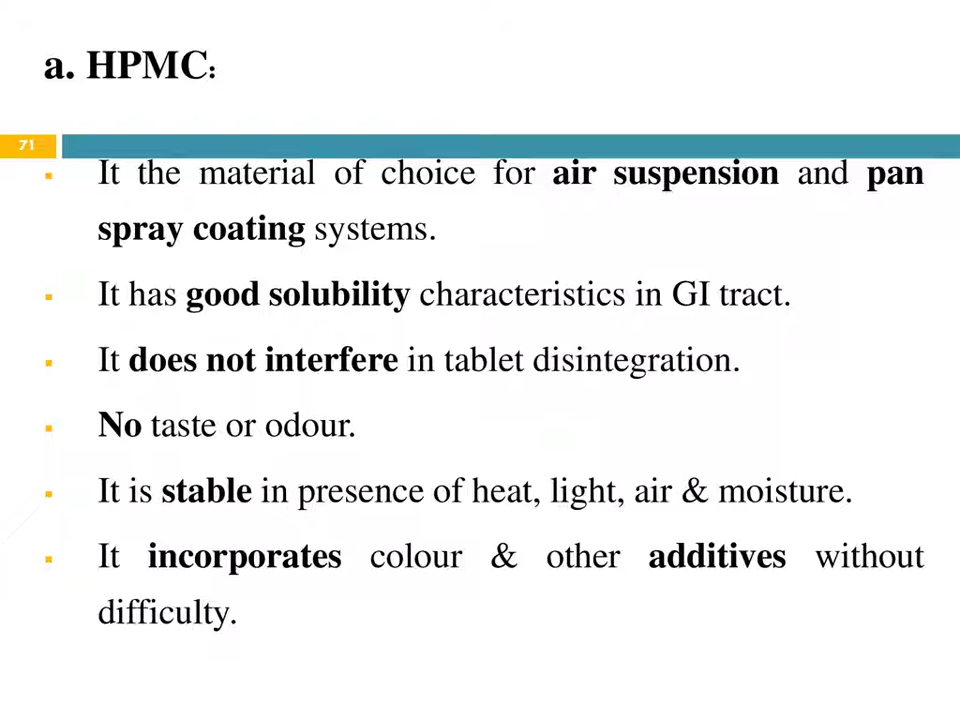 a. HPMC:
71
▪ It the material of choice for air suspension and pan
spray coating systems.
▪ It has good solubility characteristics in GI tract.
▪ It does not interfere in tablet disintegration.
▪ No taste or odour.
▪ It is stable in presence of heat, light, air & moisture.
▪ It incorporates colour & other additives without
difficulty.